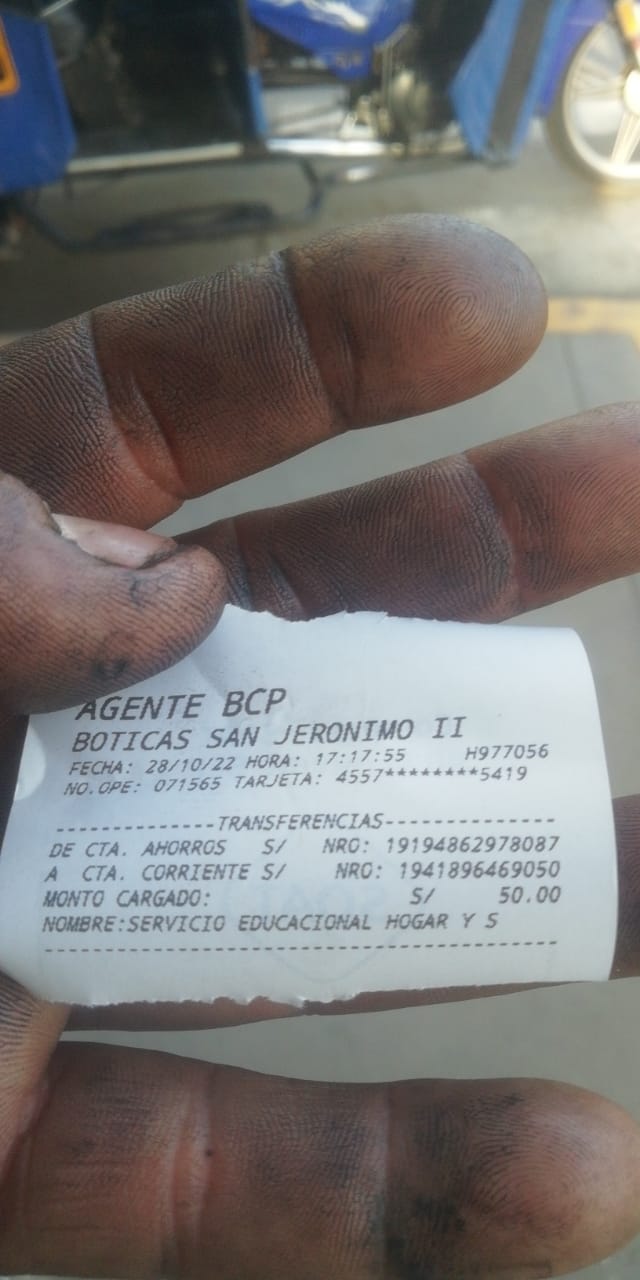 AGENTE BCP
BOTICAS SAN JERONIMO II
FECHA: 28/10/22 HORA: 17:17:55 H977056
NO.OPE: 071565 TARJETA: 4557********5419
--------------TRANSFERENCIAS---------------
DE CTA. AHORROS S/ NRO: 19194862978087
A CTA. CORRIENTE S/ NRO: 1941896469050
MONTO CARGADO: S/ 50.00
NOMBRE:SERVICIO EDUCACIONAL HOGAR Y S
-------------------------------------------